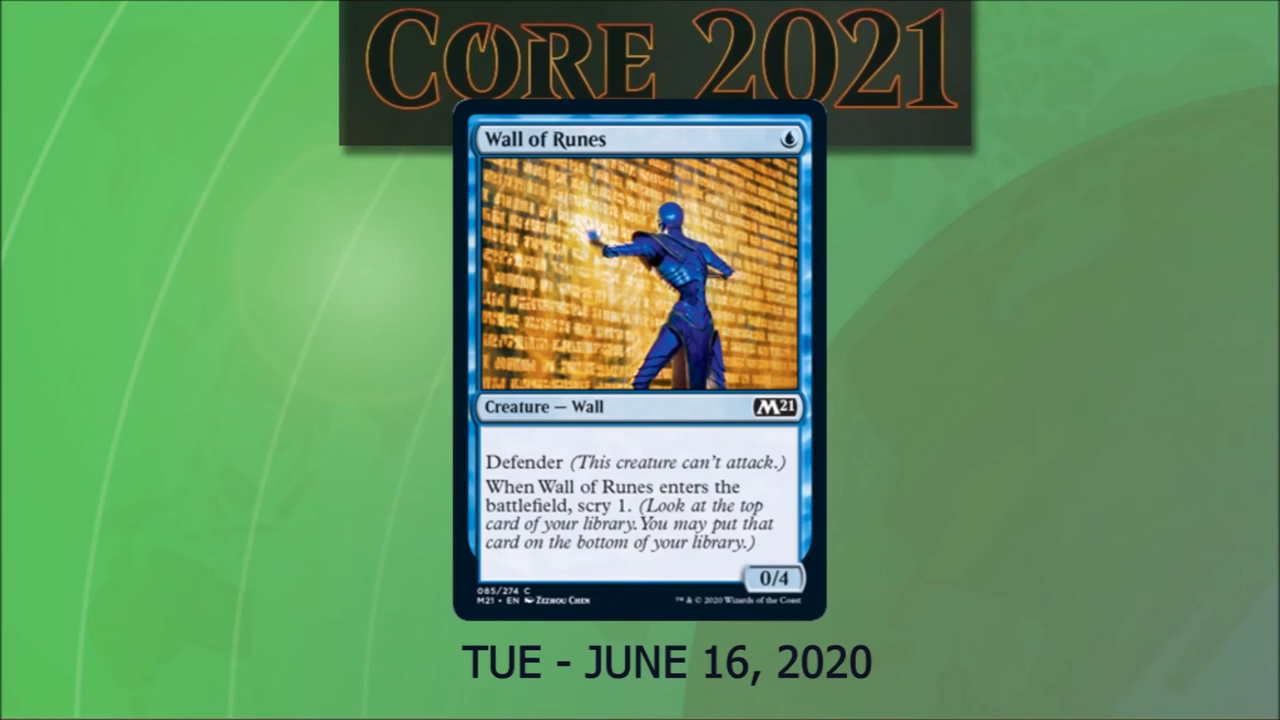 CORE 2021
Wall of Runes
Creature — Wall
M21
Defender (This creature can't attack.)
When Wall of Runes enters the
battlefield, scry 1. (Look at the top
card of your library. You may put that
card on the bottom of your library.)
0/4
085/274 C
M21 • EN Zezhou Chen
™ & © 2020 Wizards of the Coast
TUE - JUNE 16, 2020